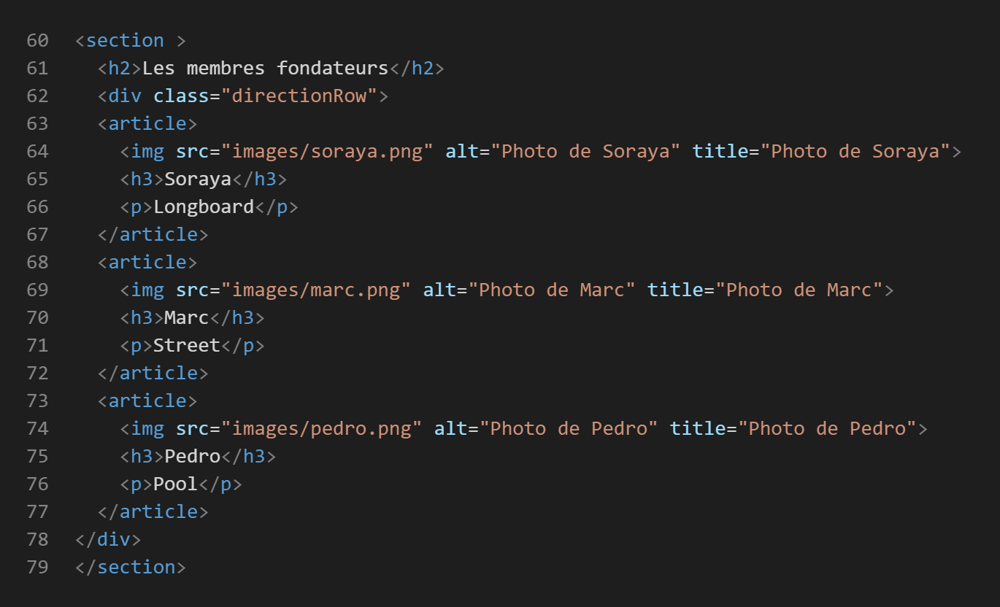 60 <section >
61   <h2>Les membres fondateurs</h2>
62   <div class="directionRow">
63   <article>
64     <img src="images/soraya.png" alt="Photo de Soraya" title="Photo de Soraya">
65     <h3>Soraya</h3>
66     <p>Longboard</p>
67   </article>
68   <article>
69     <img src="images/marc.png" alt="Photo de Marc" title="Photo de Marc">
70     <h3>Marc</h3>
71     <p>Street</p>
72   </article>
73   <article>
74     <img src="images/pedro.png" alt="Photo de Pedro" title="Photo de Pedro">
75     <h3>Pedro</h3>
76     <p>Pool</p>
77   </article>
78 </div>
79 </section>